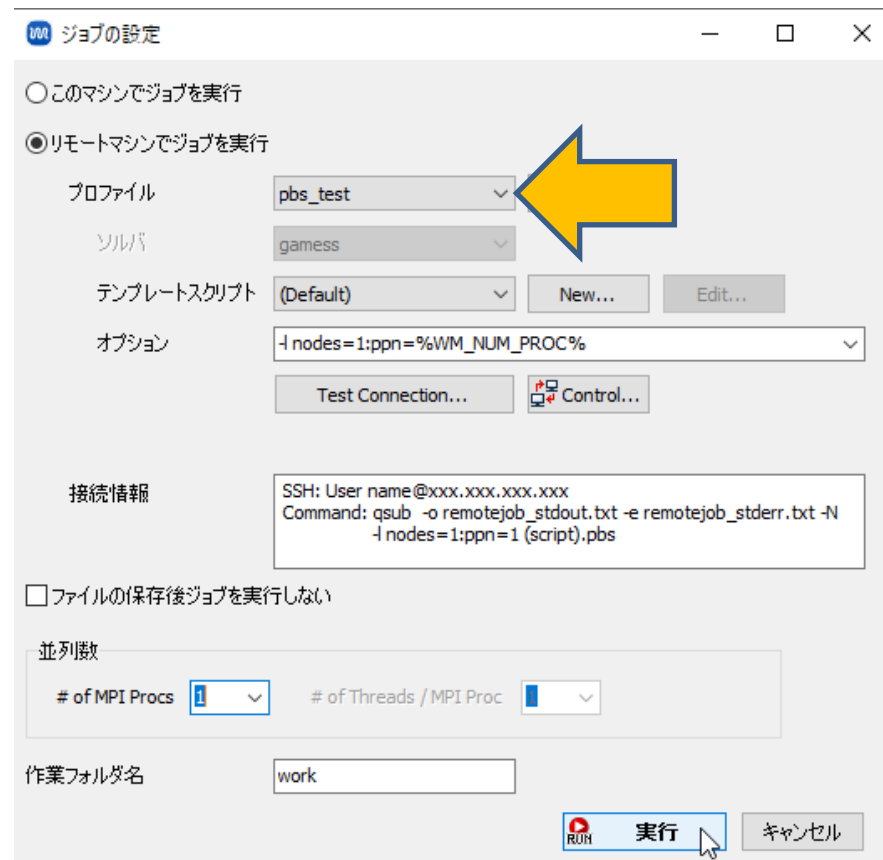 ジョブの設定
このマシンでジョブを実行
リモートマシンでジョブを実行
プロファイル
pbs_test
ソルバ
gamess
テンプレートスクリプト
(Default)
New...
Edit...
オプション
-l nodes=1:ppn=%WM_NUM_PROC%
Test Connection...
Control...
接続情報
SSH: User name@xxx.xxx.xxx.xxx
Command: qsub -o remotejob_stdout.txt -e remotejob_stderr.txt -N
-l nodes=1:ppn=1 (script).pbs
ファイルの保存後ジョブを実行しない
並列数
# of MPI Procs
1
# of Threads / MPI Proc
作業フォルダ名
work
RUN
実行
キャンセル